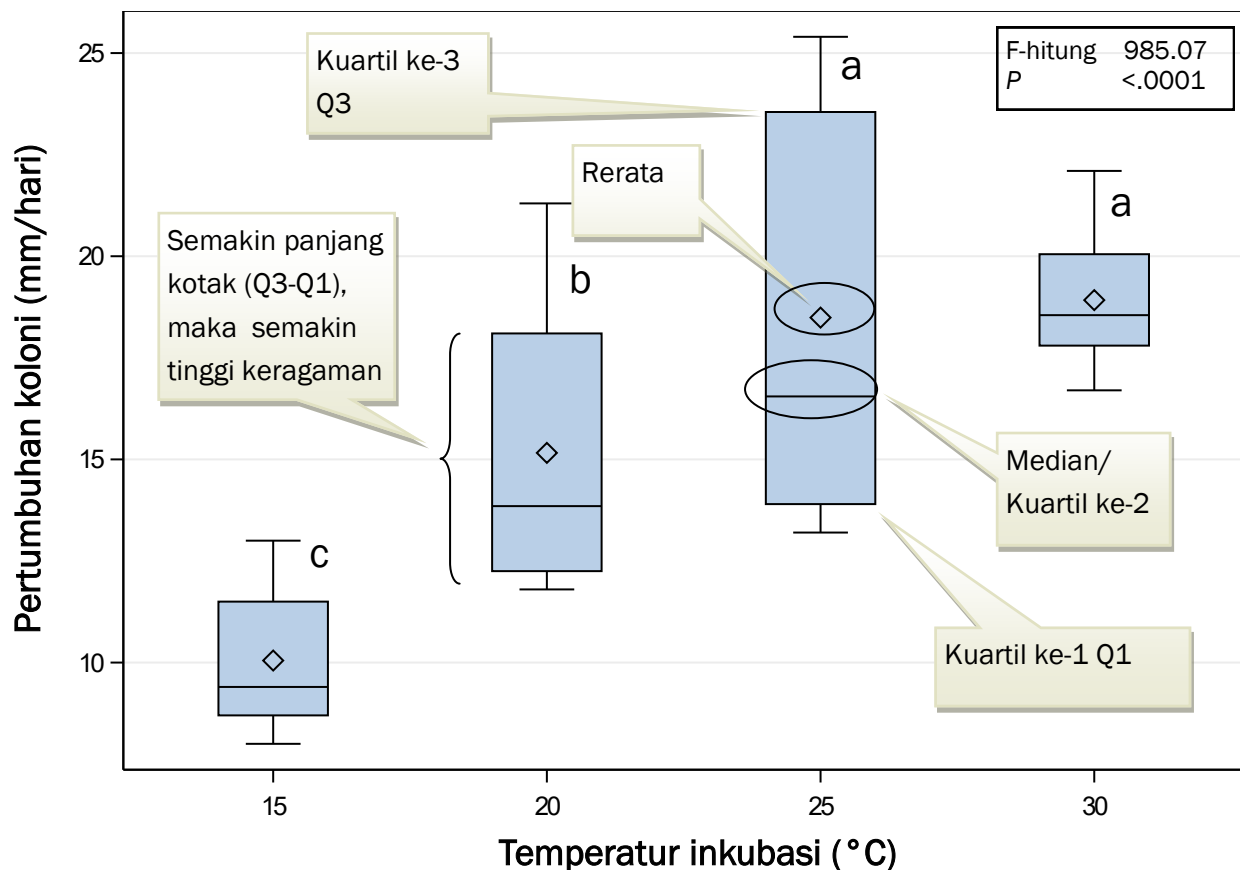 Kuartil ke-3
Q3
F-hitung 985.07
P <.0001
a
Rerata
a
Semakin panjang
kotak (Q3-Q1),
maka semakin
tinggi keragaman
b
Median/
Kuartil ke-2
c
Kuartil ke-1 Q1
Pertumbuhan koloni (mm/hari)
25
20
15
10
15 20 25 30
Temperatur inkubasi (°C)